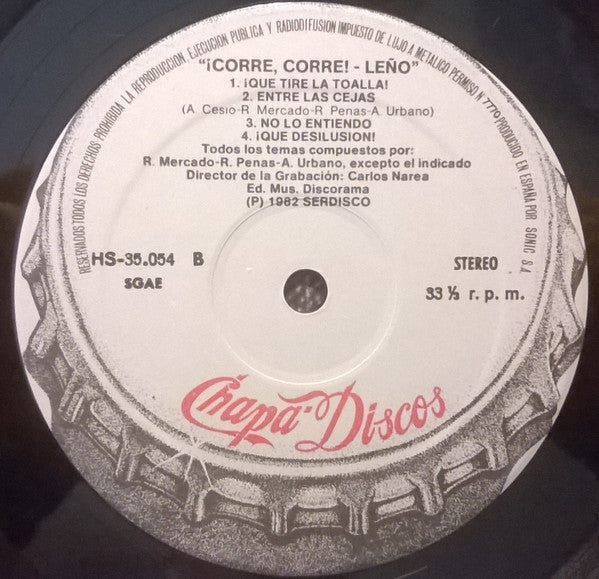 RESERVADOS TODOS LOS DERECHOS PROHIBIDA LA REPRODUCCION EJECUCION PUBLICA Y RADIODIFUSION IMPUESTO DE LUJO A METALICO PERMISO N 7770 PRODUCIDO EN ESPAÑA POR SONIC S A
"¡CORRE, CORRE! - LEÑO"
1. ¡QUE TIRE LA TOALLA!
2. ENTRE LAS CEJAS
(A. Cesio-R. Mercado-R. Penas-A. Urbano)
3. NO LO ENTIENDO
4. ¡QUE DESILUSION!
Todos los temas compuestos por:
R. Mercado-R. Penas-A. Urbano, excepto el indicado
Director de la Grabación: Carlos Narea
Ed. Mus. Discorama
(P) 1982 SERDISCO
HS-35.054 B
SGAE
STEREO
33 ⅓ r. p. m.
Chapa-Discos